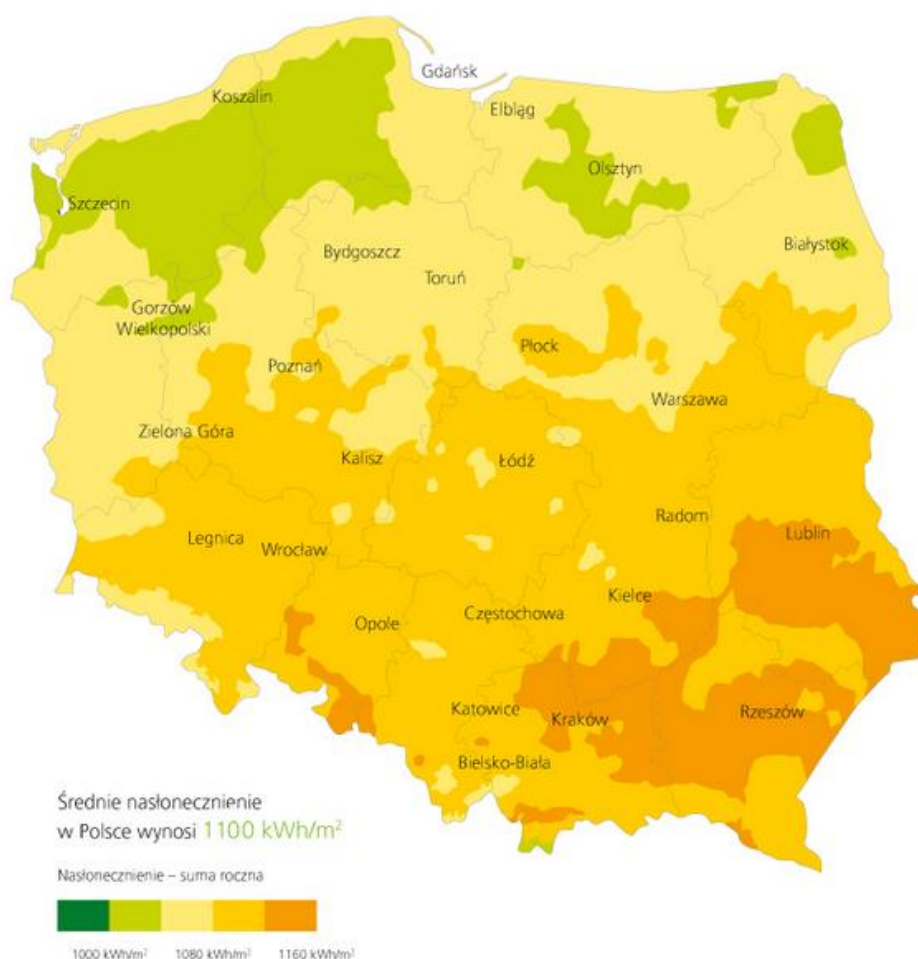 Gdańsk
Koszalin
Elbląg
Olsztyn
Szczecin
Białystok
Bydgoszcz
Toruń
Gorzów
Wielkopolski
Płock
Poznań
Warszawa
Zielona Góra
Kalisz
Łódź
Radom
Lublin
Legnica
Wrocław
Kielce
Częstochowa
Opole
Katowice
Kraków
Rzeszów
Bielsko-Biała
Średnie nasłonecznienie
w Polsce wynosi 1100 kWh/m²
Nasłonecznienie – suma roczna
1000 kWh/m² 1080 kWh/m² 1160 kWh/m²